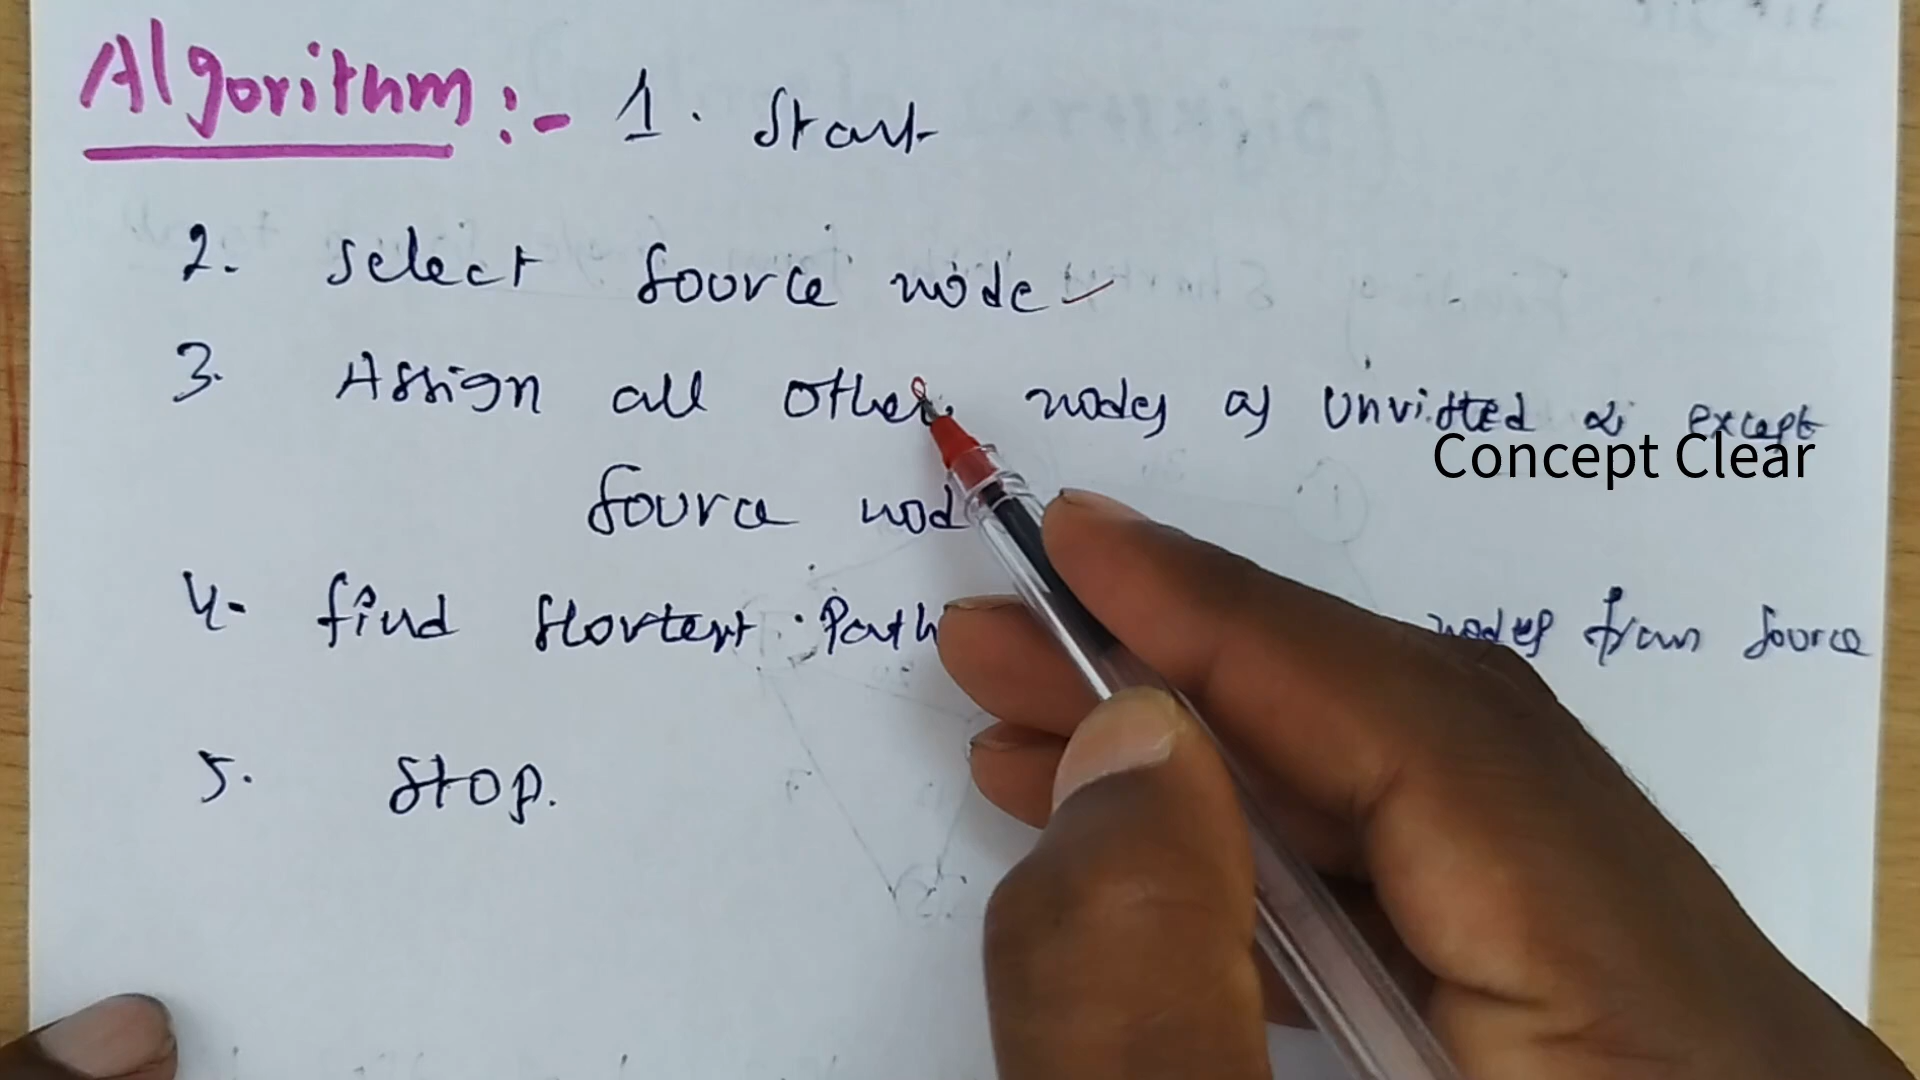 Algorithm :- 1. Start
2. Select Source node
3. Assign all other nodes as Unvisited & except
Concept Clear
Source nod
4. find Shortest Path nodes from Source
5. Stop.